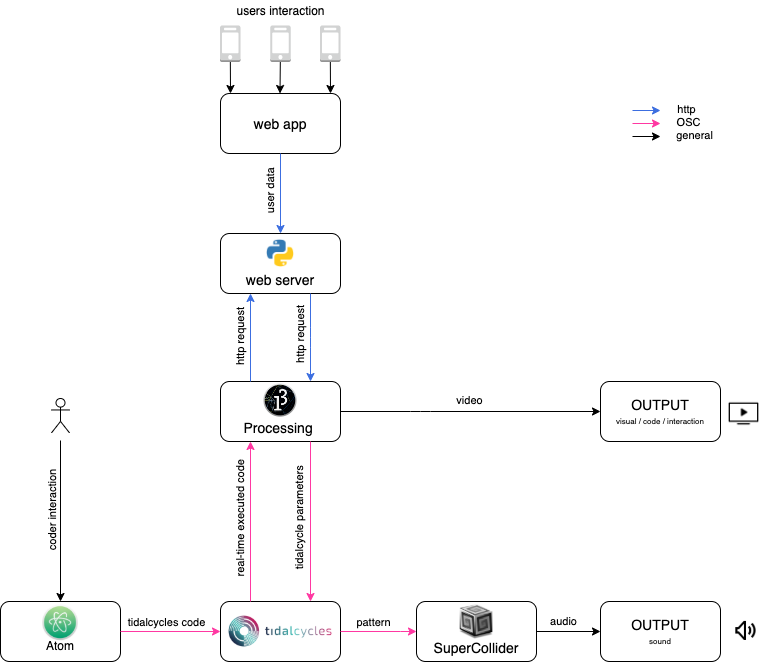 users interaction
web app
http
OSC
general
user data
web server
http request
http request
Processing
video
OUTPUT
visual / code / interaction
coder interaction
real-time executed code
tidalcycle parameters
Atom
tidalcycles code
tidalcycles
pattern
SuperCollider
audio
OUTPUT
sound